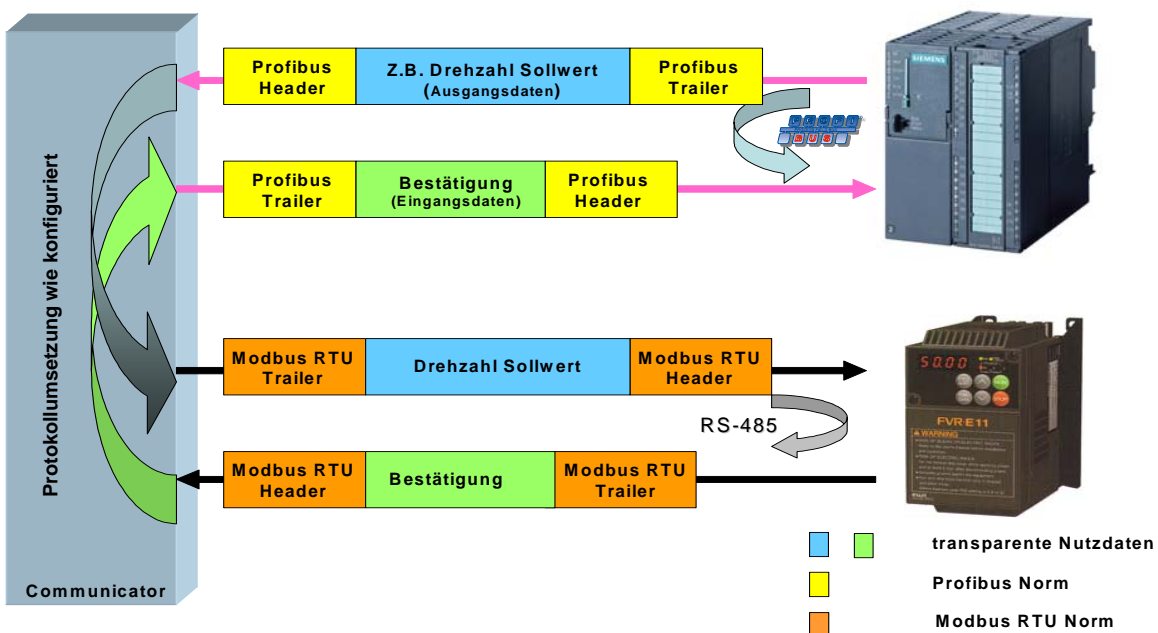 Profibus
Header
Z.B. Drehzahl Sollwert
(Ausgangsdaten)
Profibus
Trailer
SIEMENS
PROFI
BUS
Profibus
Trailer
Bestätigung
(Eingangsdaten)
Profibus
Header
Protokollumsetzung wie konfiguriert
Modbus RTU
Trailer
Drehzahl Sollwert
Modbus RTU
Header
RS-485
50.00
FVR-E11
WARNING
Modbus RTU
Header
Bestätigung
Modbus RTU
Trailer
Communicator
transparente Nutzdaten
Profibus Norm
Modbus RTU Norm